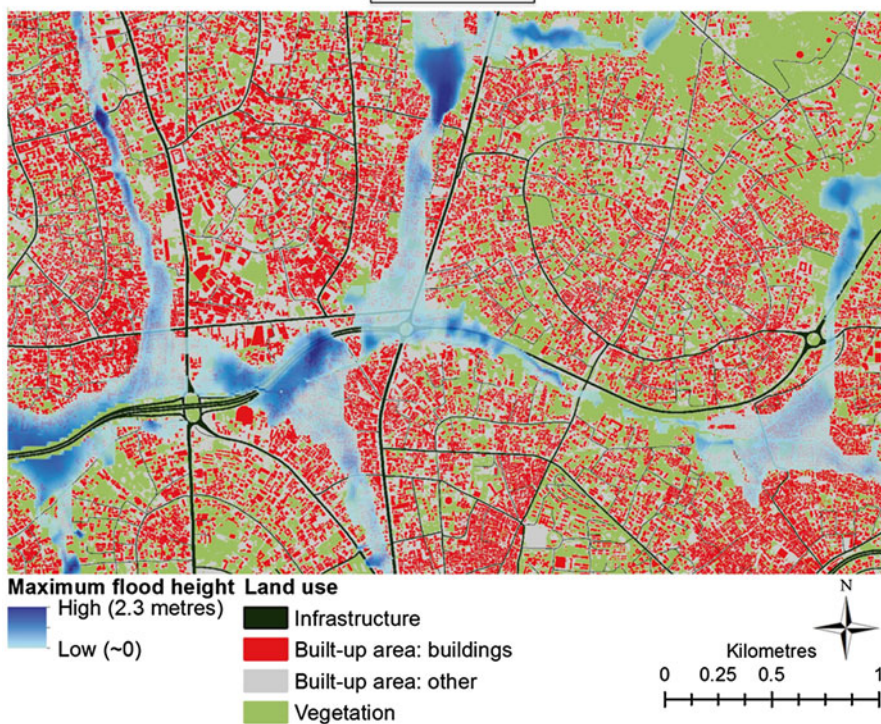 Maximum flood height
High (2.3 metres)
Low (~0)
Land use
Infrastructure
Built-up area: buildings
Built-up area: other
Vegetation
N
Kilometres
0 0.25 0.5 1